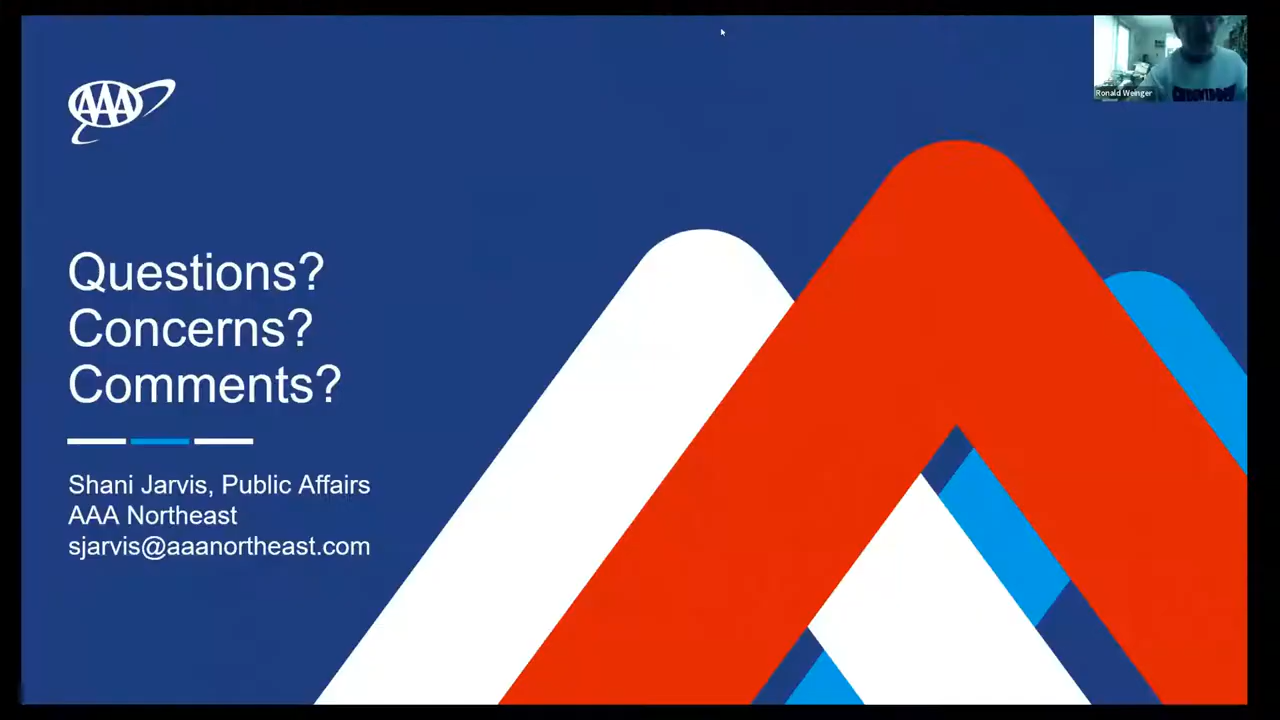 AAA
Ronald Weinger
Questions?
Concerns?
Comments?
Shani Jarvis, Public Affairs
AAA Northeast
sjarvis@aaanortheast.com